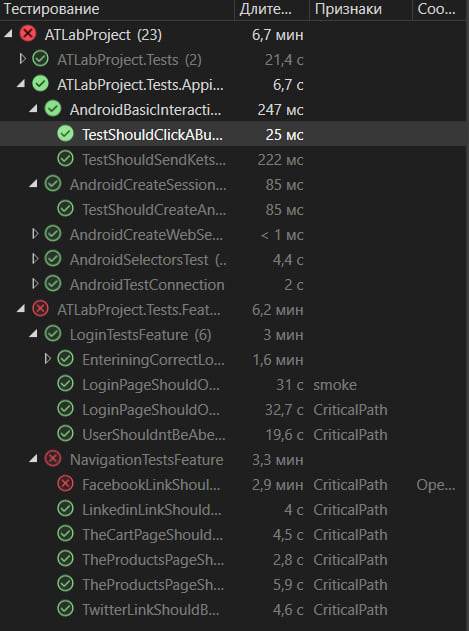 Тестирование Длите... Признаки Соо...
ATLabProject (23) 6,7 мин
ATLabProject.Tests (2) 21,4 с
ATLabProject.Tests.Appi... 6,7 с
AndroidBasicInteracti... 247 мс
TestShouldClickABu... 25 мс
TestShouldSendKets... 222 мс
AndroidCreateSession... 85 мс
TestShouldCreateAn... 85 мс
AndroidCreateWebSe... < 1 мс
AndroidSelectorsTest (.. 4,4 с
AndroidTestConnection 2 с
ATLabProject.Tests.Feat... 6,2 мин
LoginTestsFeature (6) 3 мин
EnteriningCorrectLo... 1,6 мин
LoginPageShouldO... 31 с smoke
LoginPageShouldO... 32,7 с CriticalPath
UserShouldntBeAbe... 19,6 с CriticalPath
NavigationTestsFeature 3,3 мин
FacebookLinkShoul... 2,9 мин CriticalPath Ope...
LinkedinLinkShould... 4 с CriticalPath
TheCartPageShould... 4,5 с CriticalPath
TheProductsPageSh... 2,8 с CriticalPath
TheProductsPageSh... 5,9 с CriticalPath
TwitterLinkShouldB... 4,6 с CriticalPath